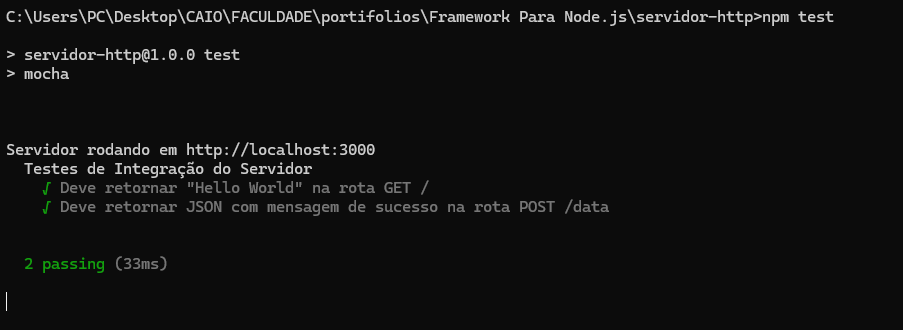 C:\Users\PC\Desktop\CAIO\FACULDADE\portifolios\Framework Para Node.js\servidor-http>npm test
> servidor-http@1.0.0 test
> mocha
Servidor rodando em http://localhost:3000
Testes de Integração do Servidor
√ Deve retornar "Hello World" na rota GET /
√ Deve retornar JSON com mensagem de sucesso na rota POST /data
2 passing (33ms)